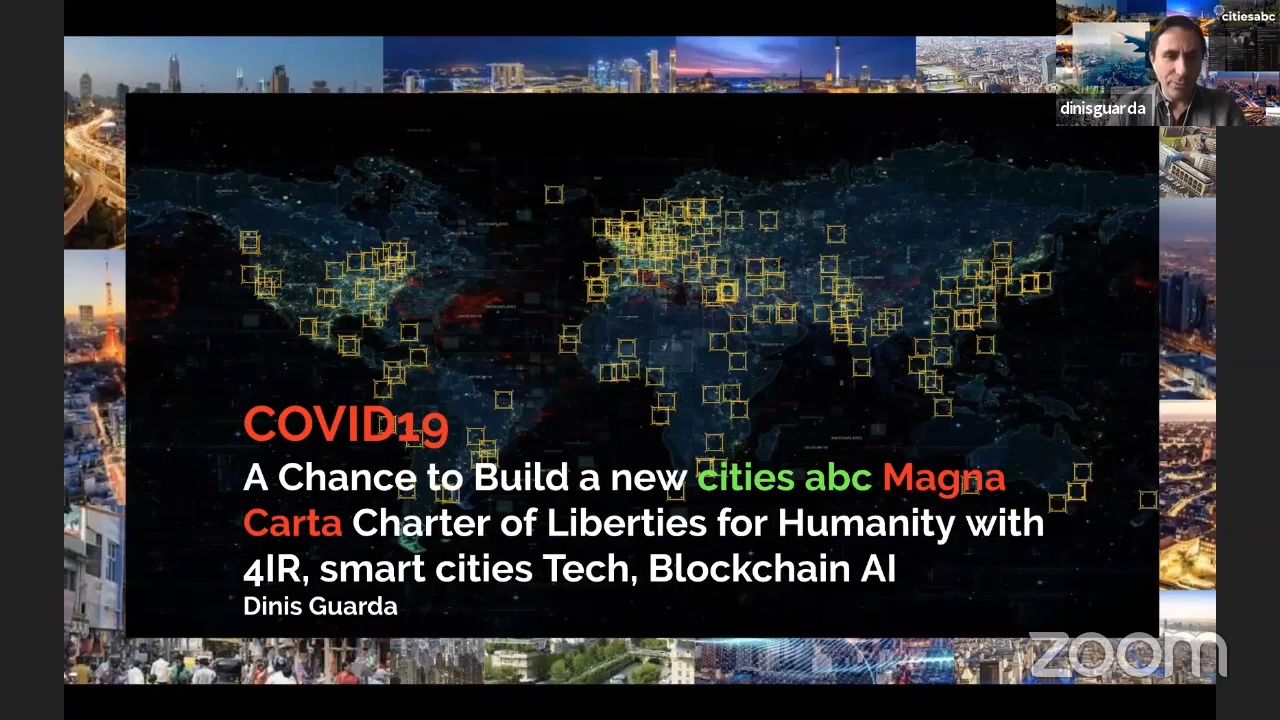 citiesabc
dinisguarda
COVID19
A Chance to Build a new cities abc Magna
Carta Charter of Liberties for Humanity with
4IR, smart cities Tech, Blockchain AI
Dinis Guarda
zoom